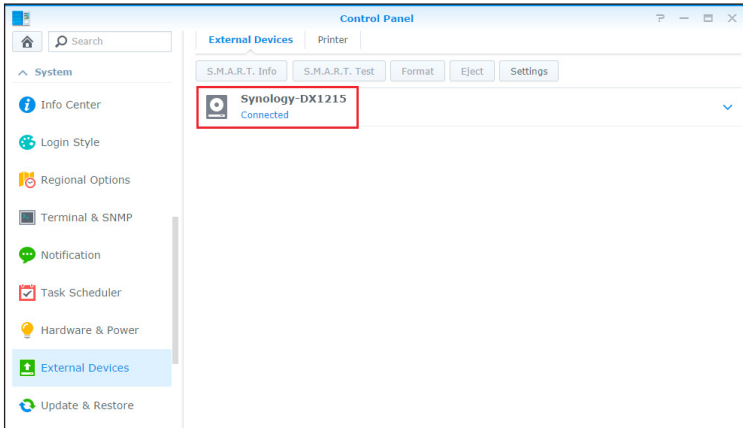 Control Panel
Search
System
Info Center
Login Style
Regional Options
Terminal & SNMP
Notification
Task Scheduler
Hardware & Power
External Devices
Update & Restore
External Devices Printer
S.M.A.R.T. Info S.M.A.R.T. Test Format Eject Settings
Synology-DX1215
Connected